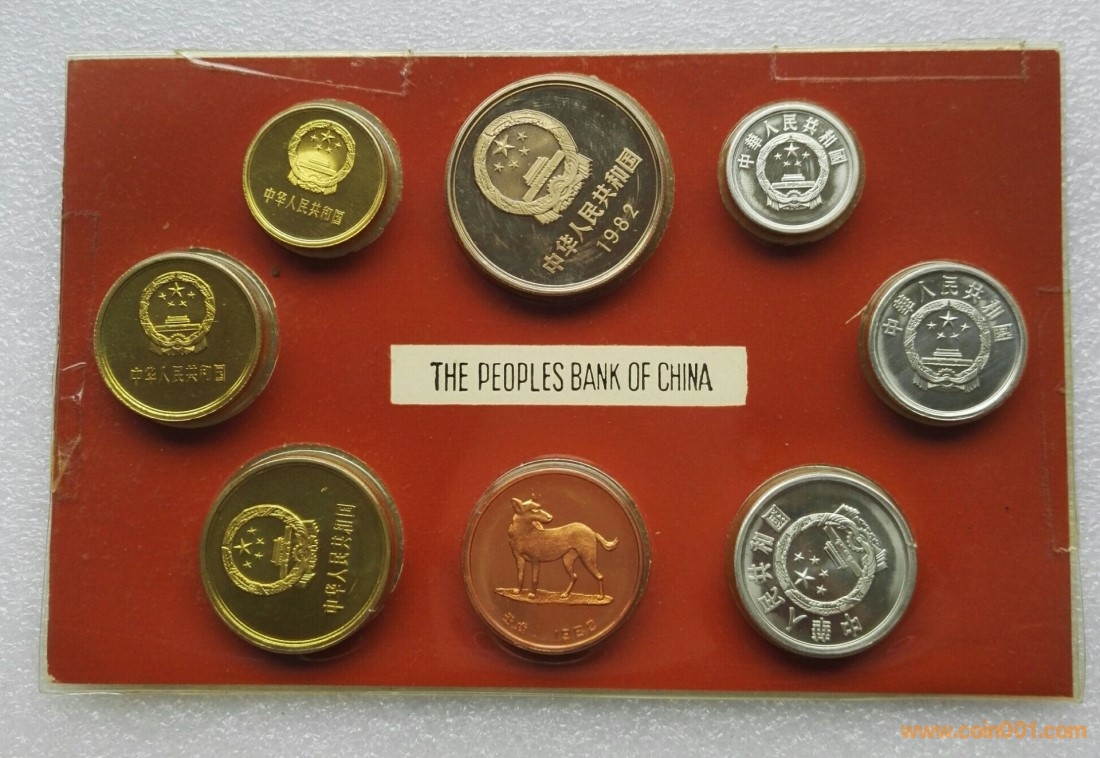 中华人民共和国
中华人民共和国
1982
中華人民共和國
中华人民共和国
中華人民共和國
THE PEOPLES BANK OF CHINA
中华人民共和国
1982
中華人民共和國
www.coin001.com